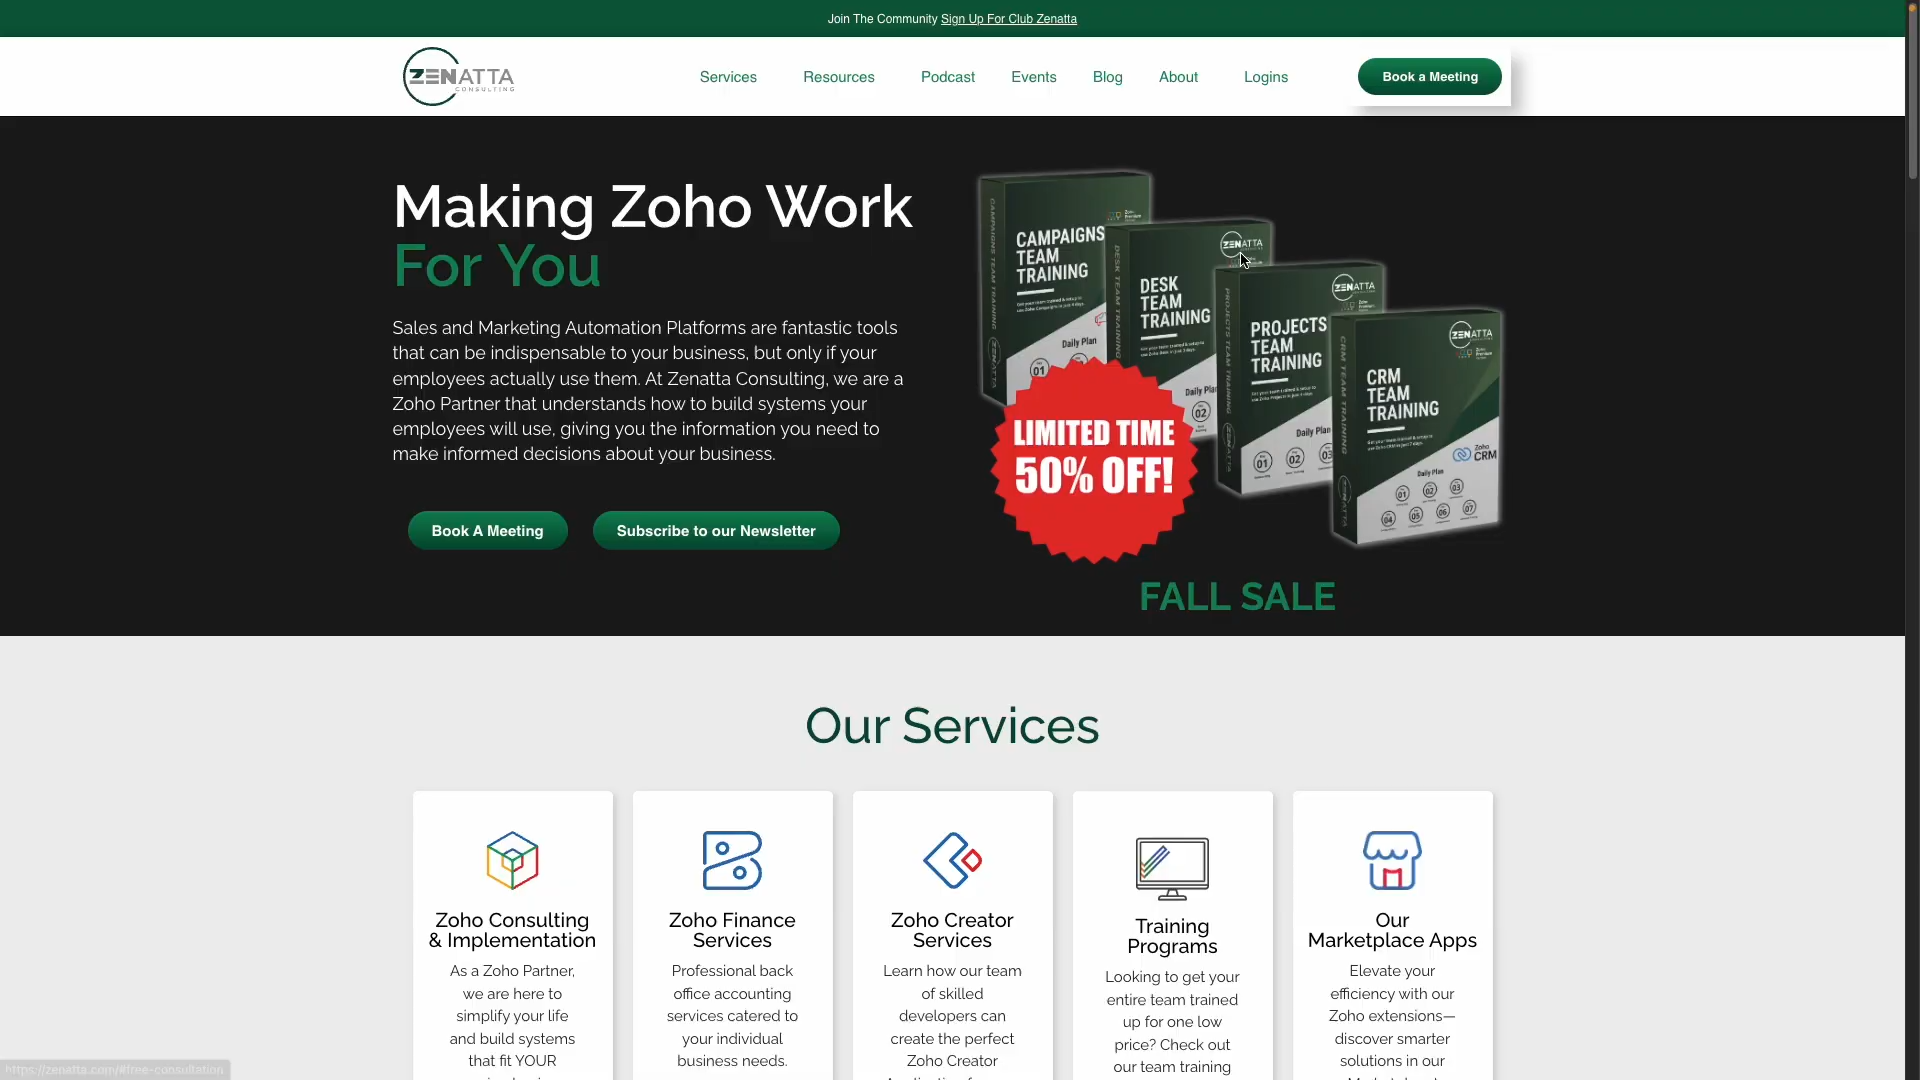 Join The Community Sign Up For Club Zenatta
ZENATTA
CONSULTING
Services
Resources
Podcast
Events
Blog
About
Logins
Book a Meeting
Making Zoho Work
For You
Sales and Marketing Automation Platforms are fantastic tools
that can be indispensable to your business, but only if your
employees actually use them. At Zenatta Consulting, we are a
Zoho Partner that understands how to build systems your
employees will use, giving you the information you need to
make informed decisions about your business.
Book A Meeting
Subscribe to our Newsletter
CAMPAIGNS TEAM TRAINING
CAMPAIGNS
TEAM
TRAINING
Daily Plan
01
DESK TEAM TRAINING
ZENATTA
DESK
TEAM
TRAINING
Daily Plan
02
PROJECTS TEAM TRAINING
ZENATTA
PROJECTS
TEAM
TRAINING
Daily Plan
01
02
03
CRM TEAM TRAINING
ZENATTA
CRM
TEAM
TRAINING
Zoho
CRM
Daily Plan
01
02
03
04
05
06
07
LIMITED TIME
50% OFF!
FALL SALE
Our Services
Zoho Consulting
& Implementation
As a Zoho Partner,
we are here to
simplify your life
and build systems
that fit YOUR
Zoho Finance
Services
Professional back
office accounting
services catered to
your individual
business needs.
Zoho Creator
Services
Learn how our team
of skilled
developers can
create the perfect
Zoho Creator
Training
Programs
Looking to get your
entire team trained
up for one low
price? Check out
our team training
Our
Marketplace Apps
Elevate your
efficiency with our
Zoho extensions—
discover smarter
solutions in our
https://zenatta.com/#free-consultation